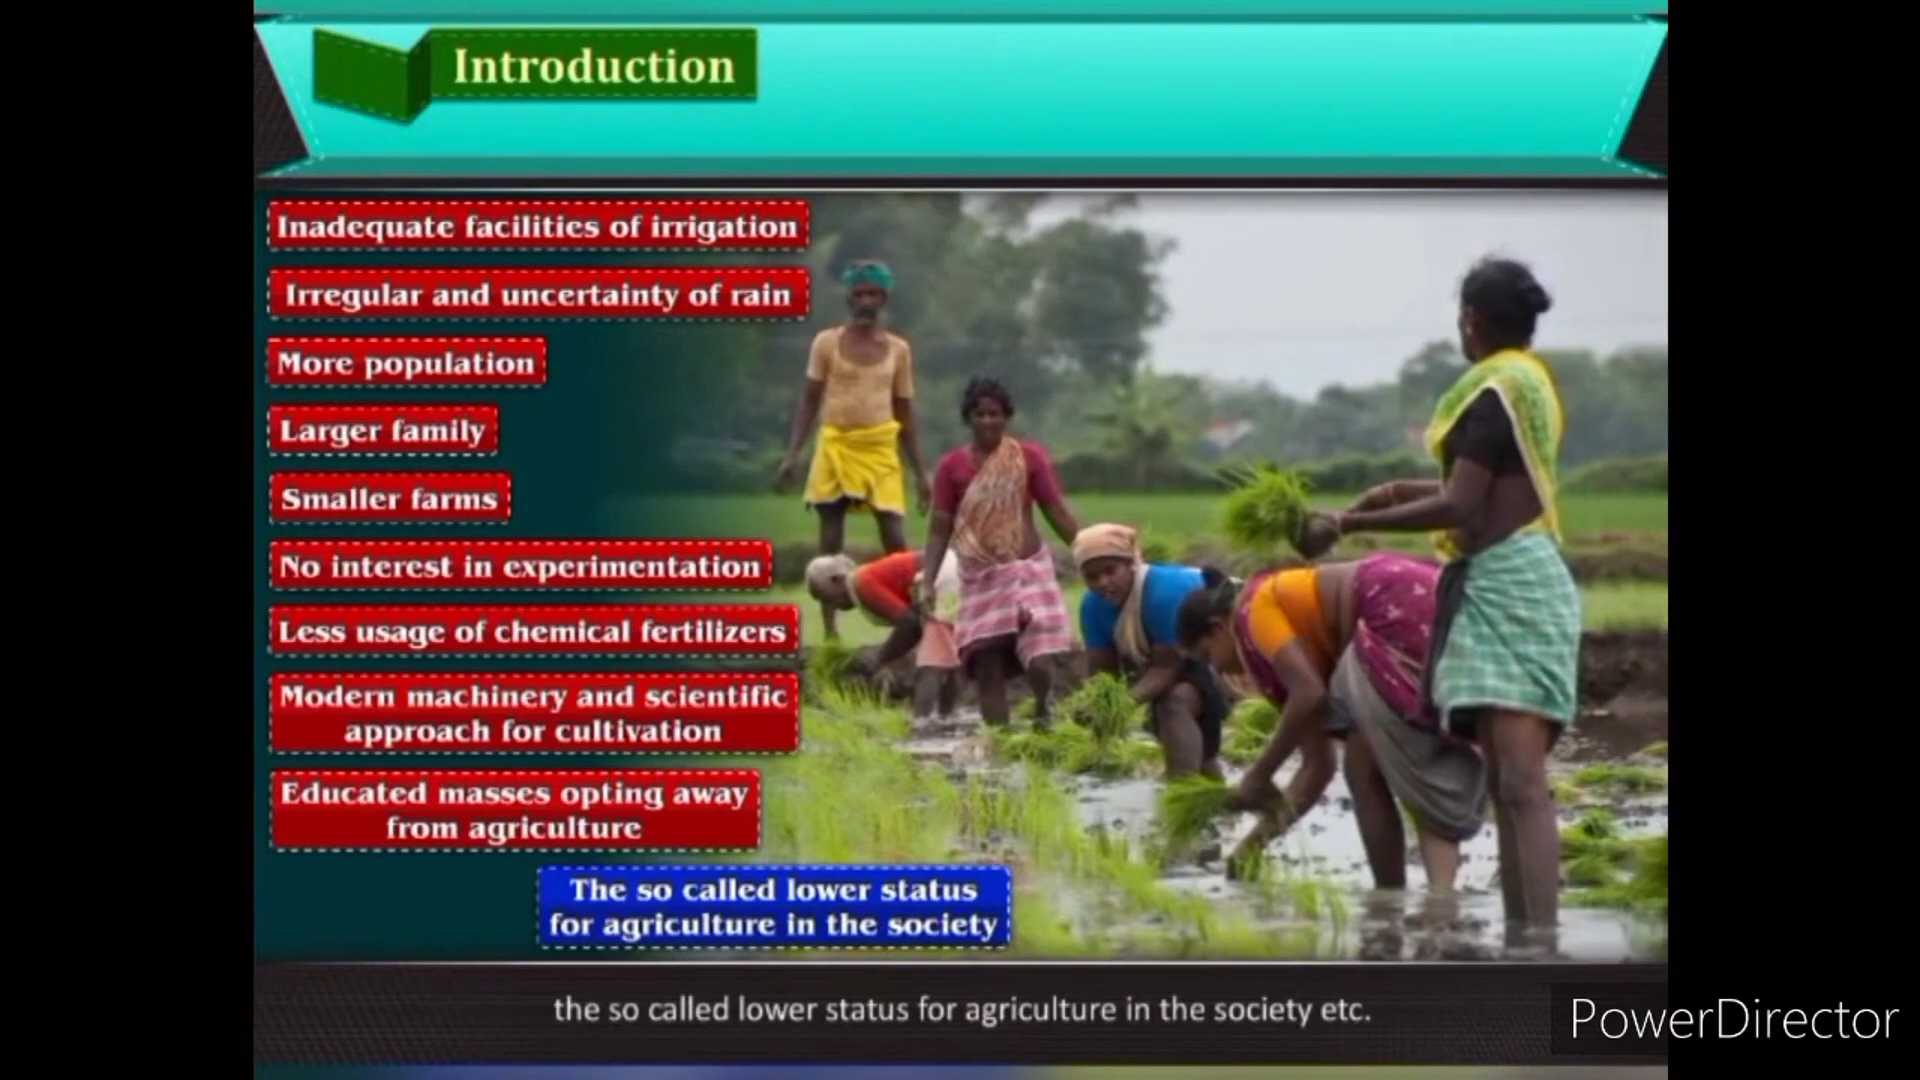 Introduction
Inadequate facilities of irrigation
Irregular and uncertainty of rain
More population
Larger family
Smaller farms
No interest in experimentation
Less usage of chemical fertilizers
Modern machinery and scientific
approach for cultivation
Educated masses opting away
from agriculture
The so called lower status
for agriculture in the society
the so called lower status for agriculture in the society etc.
PowerDirector